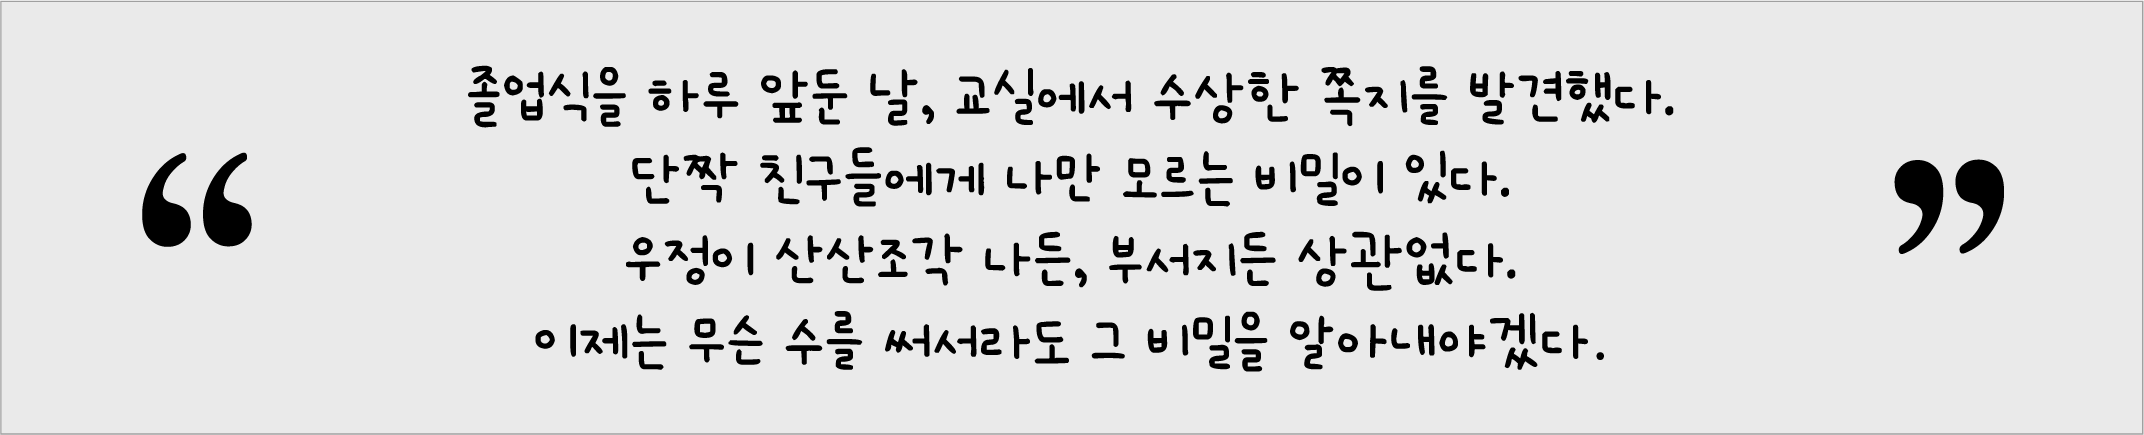 “졸업식을 하루 앞둔 날, 교실에서 수상한 쪽지를 발견했다.
단짝 친구들에게 나만 모르는 비밀이 있다.
우정이 산산조각 나든, 부서지든 상관없다.
이제는 무슨 수를 써서라도 그 비밀을 알아내야겠다.”